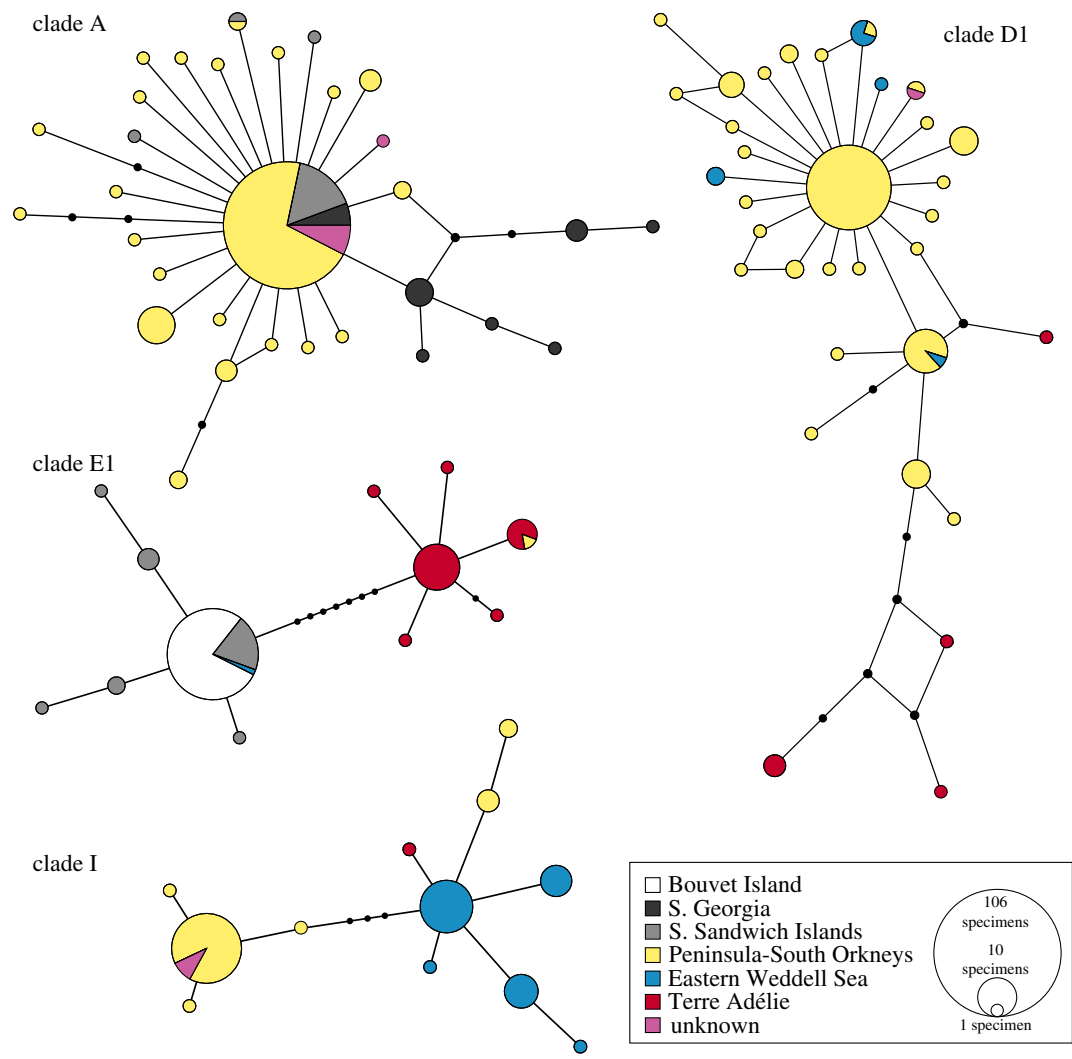 clade A
clade D1
clade E1
clade I
Bouvet Island
S. Georgia
S. Sandwich Islands
Peninsula-South Orkneys
Eastern Weddell Sea
Terre Adélie
unknown
106
specimens
10
specimens
1 specimen